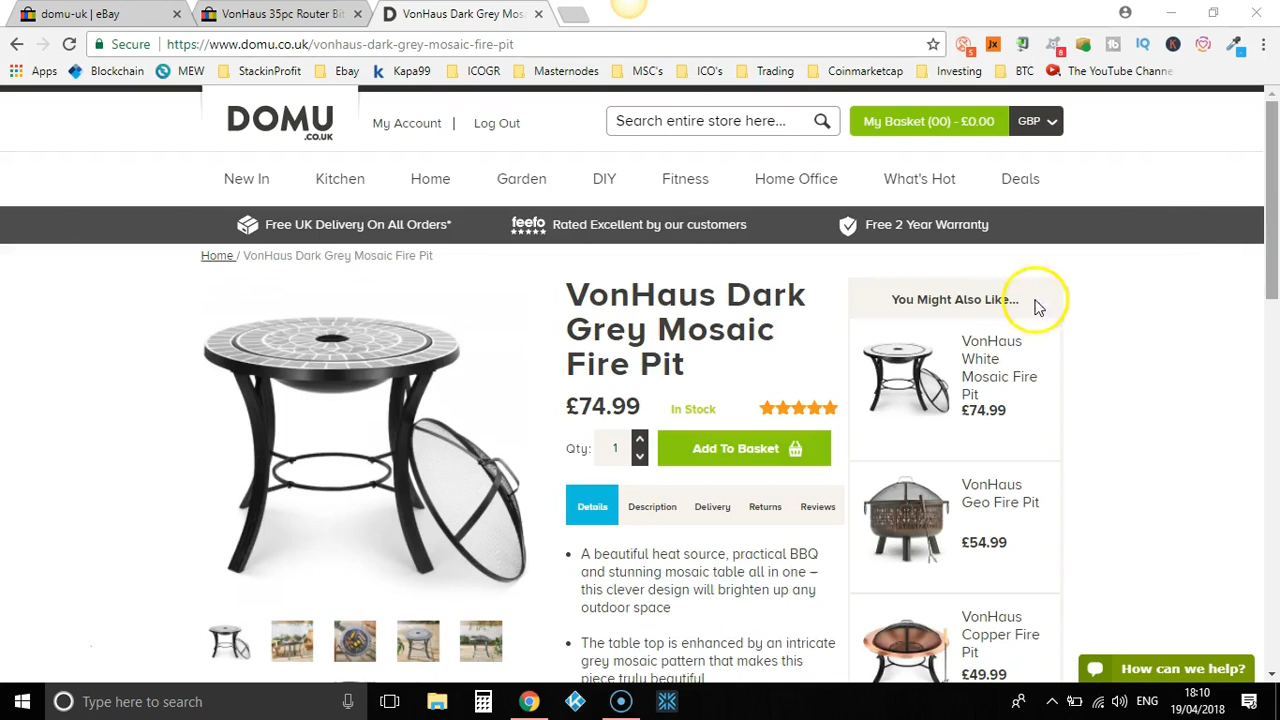 domu-uk | eBay
VonHaus 35pc Router Bit
VonHaus Dark Grey Mosa
Secure
https://www.domu.co.uk/vonhaus-dark-grey-mosaic-fire-pit
Apps
Blockchain
MEW
StackinProfit
Ebay
Kapa99
ICOGR
Masternodes
MSC's
ICO's
Trading
Coinmarketcap
Investing
BTC
The YouTube Channe
DOMU
.CO.UK
My Account |
Log Out
Search entire store here...
My Basket (00) - £0.00
GBP
New In
Kitchen
Home
Garden
DIY
Fitness
Home Office
What's Hot
Deals
Free UK Delivery On All Orders*
feefo
Rated Excellent by our customers
Free 2 Year Warranty
Home / VonHaus Dark Grey Mosaic Fire Pit
VonHaus Dark
Grey Mosaic
Fire Pit
£74.99
In Stock
Qty:
1
Add To Basket
Details
Description
Delivery
Returns
Reviews
A beautiful heat source, practical BBQ
and stunning mosaic table all in one –
this clever design will brighten up any
outdoor space
The table top is enhanced by an intricate
grey mosaic pattern that makes this
piece truly beautiful
You Might Also Like...
VonHaus
White
Mosaic Fire
Pit
£74.99
VonHaus
Geo Fire Pit
£54.99
VonHaus
Copper Fire
Pit
£49.99
How can we help?
Type here to search
ENG
18:10
19/04/2018